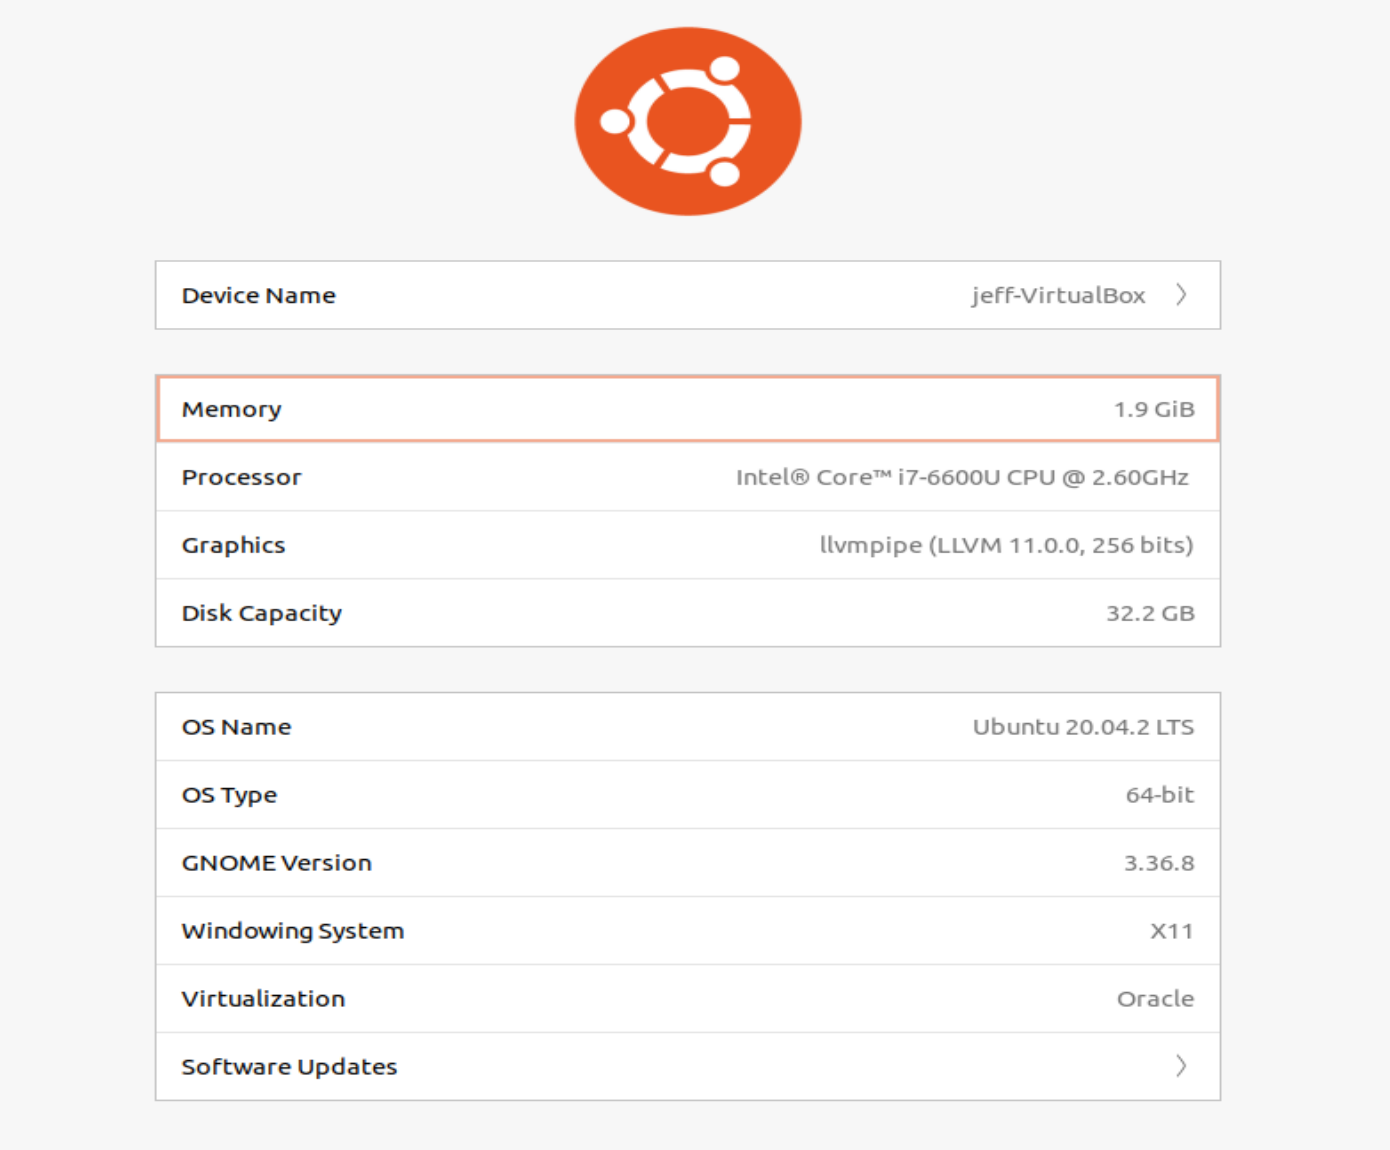 Device Name jeff-VirtualBox
Memory 1.9 GiB
Processor Intel® Core™ i7-6600U CPU @ 2.60GHz
Graphics llvmpipe (LLVM 11.0.0, 256 bits)
Disk Capacity 32.2 GB
OS Name Ubuntu 20.04.2 LTS
OS Type 64-bit
GNOME Version 3.36.8
Windowing System X11
Virtualization Oracle
Software Updates